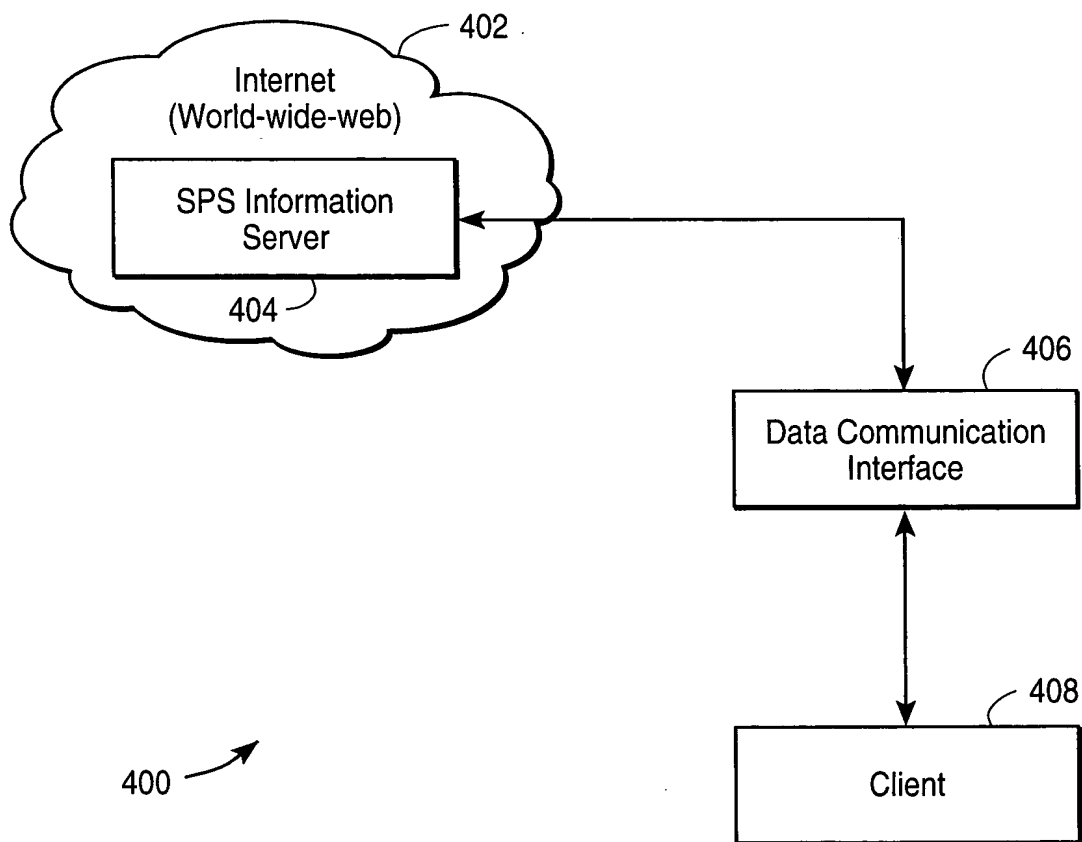 402
Internet
(World-wide-web)
SPS Information
Server
404
406
Data Communication
Interface
408
Client
400